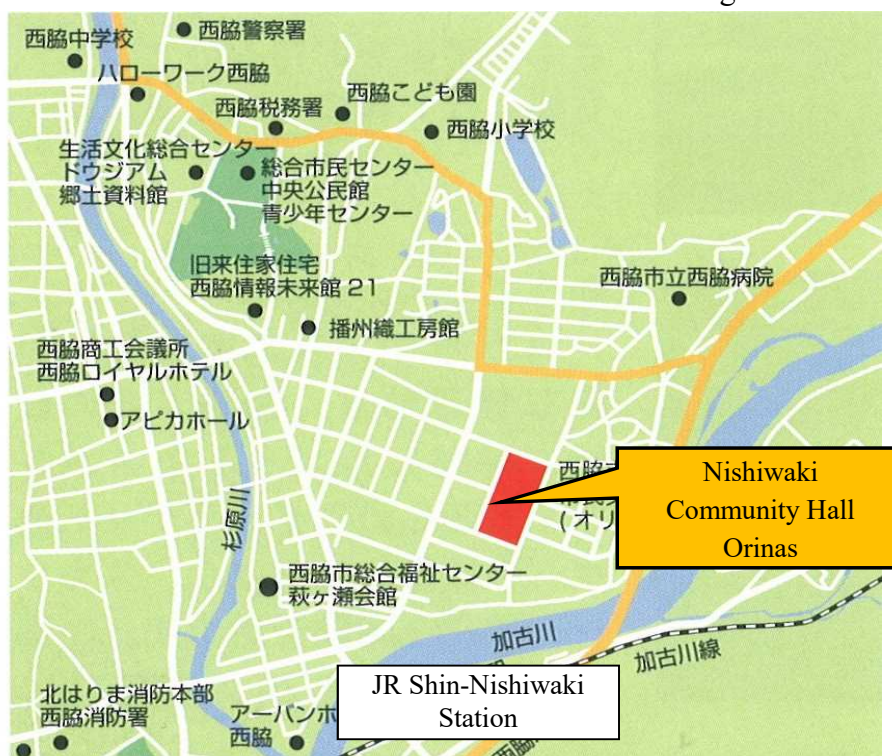 西脇警察署
西脇中学校
ハローワーク西脇
西脇こども園
西脇税務署
西脇小学校
生活文化総合センター
ドウジアム
郷土資料館
総合市民センター
中央公民館
青少年センター
旧来住家住宅
西脇情報未来館 21
西脇市立西脇病院
播州織工房館
西脇商工会議所
西脇ロイヤルホテル
アピカホール
杉原川
西脇
(オリ
Nishiwaki
Community Hall
Orinas
西脇市総合福祉センター
萩ヶ瀬会館
加古川
加古川線
JR Shin-Nishiwaki
Station
北はりま消防本部
西脇消防署
アーバンホ
西脇